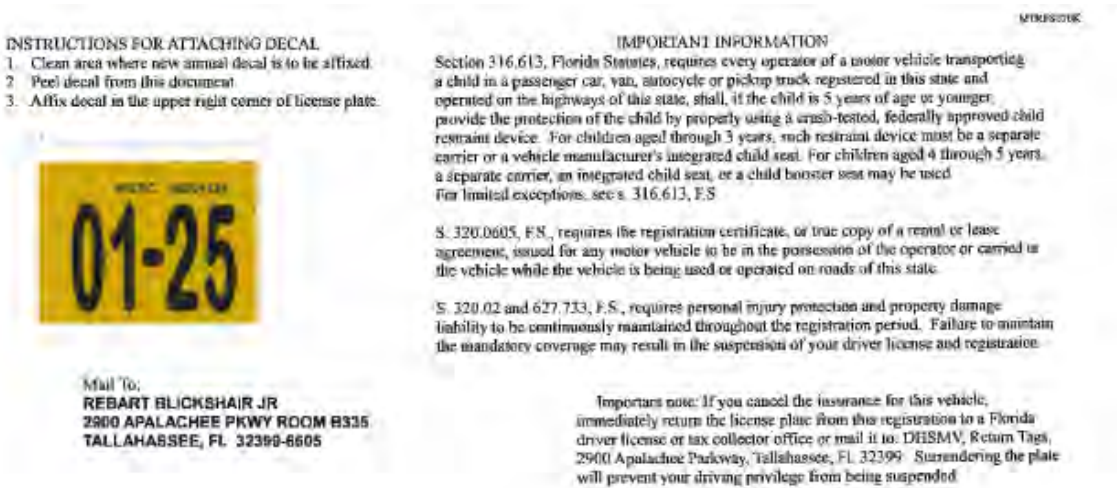 INSTRUCTIONS FOR ATTACHING DECAL
1. Clean area where new annual decal is to be affixed.
2. Peel decal from this document.
3. Affix decal in the upper right corner of license plate.
01-25
Mail To:
REBART BLICKSHAIR JR
2900 APALACHEE PKWY ROOM B335
TALLAHASSEE, FL 32399-6605
IMPORTANT INFORMATION
Section 316.613, Florida Statutes, requires every operator of a motor vehicle transporting
a child in a passenger car, van, autocycle or pickup truck registered in this state and
operated on the highways of this state, shall, if the child is 5 years of age or younger,
provide the protection of the child by properly using a crash-tested, federally approved child
restraint device. For children aged through 3 years, such restraint device must be a separate
carrier or a vehicle manufacturer's integrated child seat. For children aged 4 through 5 years,
a separate carrier, an integrated child seat, or a child booster seat may be used.
For limited exceptions, see s. 316.613, F.S.
S. 320.0605, F.S., requires the registration certificate, or true copy of a rental or lease
agreement, issued for any motor vehicle to be in the possession of the operator or carried in
the vehicle while the vehicle is being used or operated on roads of this state.
S. 320.02 and 627.733, F.S., requires personal injury protection and property damage
liability to be continuously maintained throughout the registration period. Failure to maintain
the mandatory coverage may result in the suspension of your driver license and registration.
Important note: If you cancel the insurance for this vehicle,
immediately return the license plate from this registration to a Florida
driver license or tax collector office or mail it to: DHSMV, Return Tags,
2900 Apalachee Parkway, Tallahassee, FL 32399. Surrendering the plate
will prevent your driving privilege from being suspended.